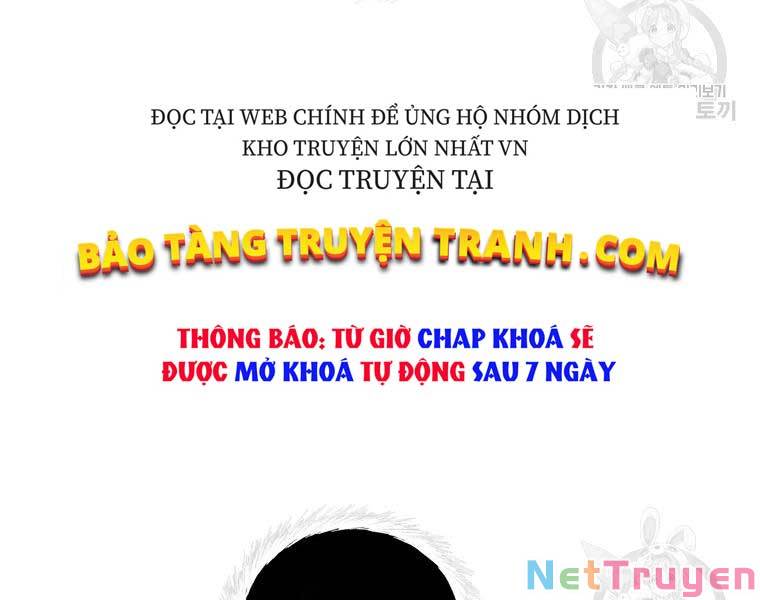 토끼
ĐỌC TẠI WEB CHÍNH ĐỂ ỦNG HỘ NHÓM DỊCH
KHO TRUYỆN LỚN NHẤT VN
ĐỌC TRUYỆN TẠI
BẢO TÀNG TRUYỆN TRANH.COM
THÔNG BÁO: TỪ GIỜ CHAP KHOÁ SẼ
ĐƯỢC MỞ KHOÁ TỰ ĐỘNG SAU 7 NGÀY
NetTruyen